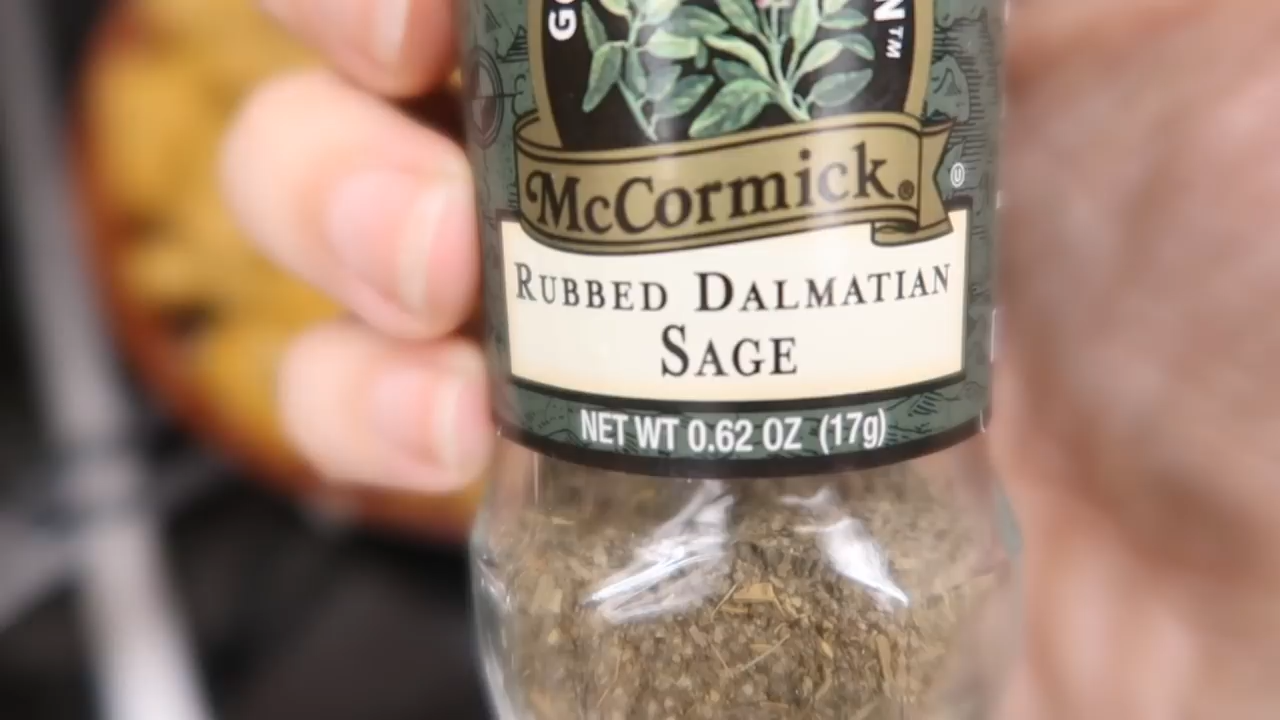 McCormick®
RUBBED DALMATIAN
SAGE
NET WT 0.62 OZ (17g)